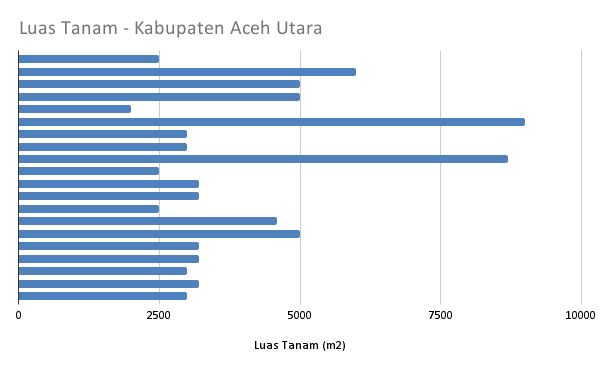 Luas Tanam - Kabupaten Aceh Utara
0 2500 5000 7500 10000
Luas Tanam (m2)